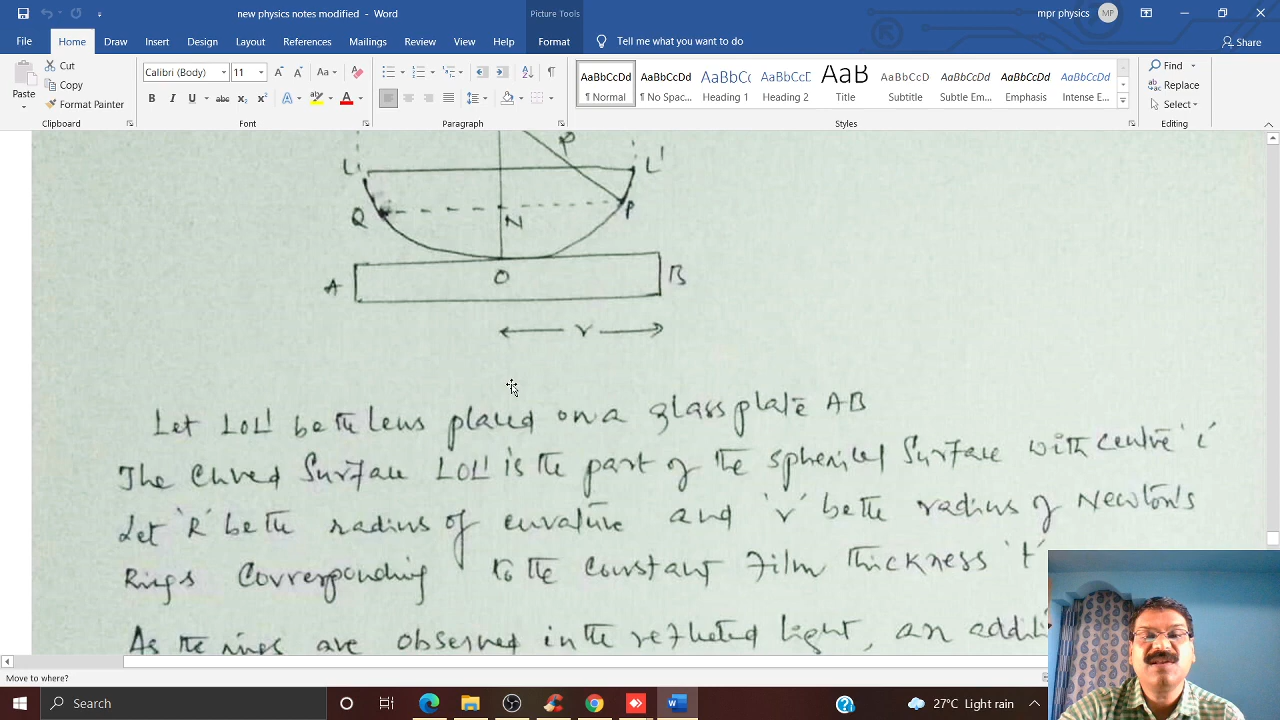 new physics notes modified - Word
Picture Tools
mpr physics
MP
File
Home
Draw
Insert
Design
Layout
References
Mailings
Review
View
Help
Format
Tell me what you want to do
Share
Paste
Cut
Copy
Format Painter
Clipboard
Calibri (Body)
11
Font
Paragraph
AaBbCcDd
¶ Normal
AaBbCcDd
¶ No Spac...
AaBbCcI
Heading 1
AaBbCcE
Heading 2
AaB
Title
AaBbCcD
Subtitle
AaBbCcDd
Subtle Em...
AaBbCcDd
Emphasis
AaBbCcDd
Intense E...
Styles
Find
Replace
Select
Editing
L
L'
Q
N
P
A
O
B
r
Let LOL' be the lens placed on a glass plate AB
The Curved Surface LOL' is the part of the spherical Surface with centre
Let 'R' be the radius of curvature and 'r' be the radius of Newton's
Rings Corresponding to the constant Film thickness 't'
As the rings are observed in the reflected light, an additi
Move to where?
Search
27°C Light rain